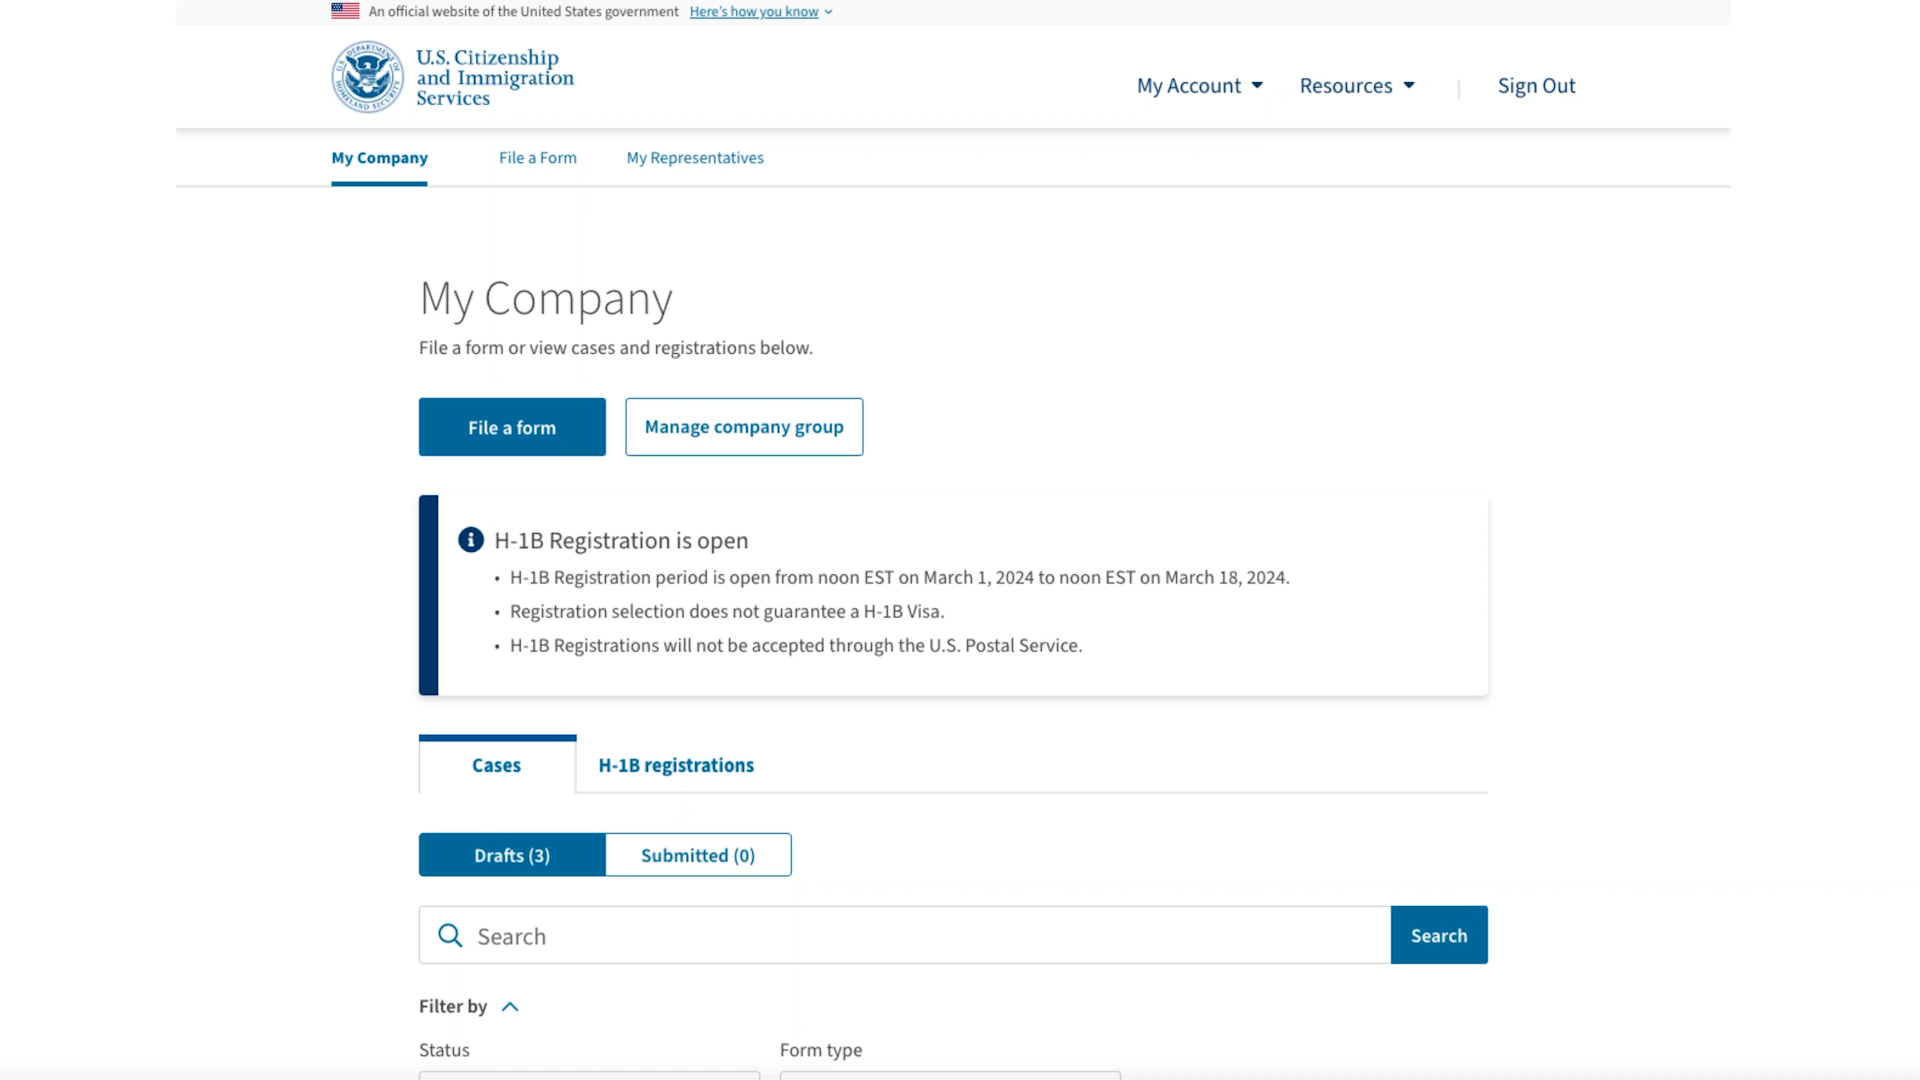 An official website of the United States government Here's how you know
U.S. Citizenship
and Immigration
Services
My Account Resources | Sign Out
My Company File a Form My Representatives
My Company
File a form or view cases and registrations below.
File a form Manage company group
H-1B Registration is open
• H-1B Registration period is open from noon EST on March 1, 2024 to noon EST on March 18, 2024.
• Registration selection does not guarantee a H-1B Visa.
• H-1B Registrations will not be accepted through the U.S. Postal Service.
Cases H-1B registrations
Drafts (3) Submitted (0)
Search Search
Filter by
Status Form type